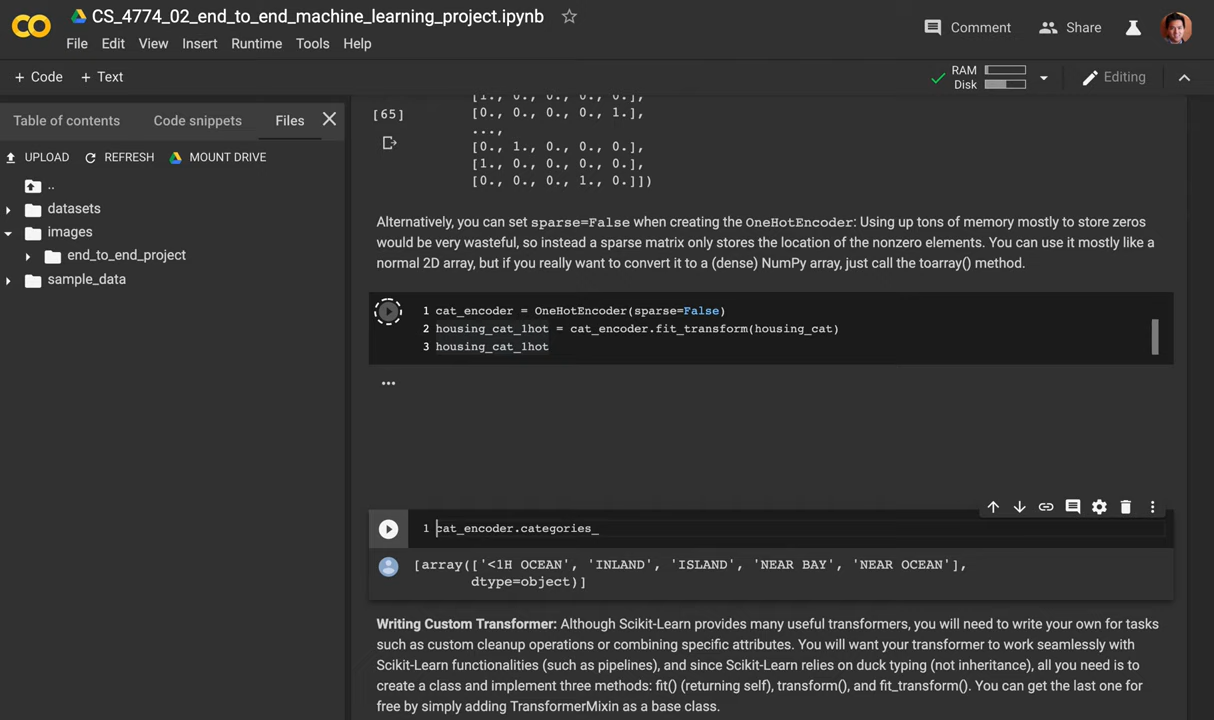 CS_4774_02_end_to_end_machine_learning_project.ipynb
File Edit View Insert Runtime Tools Help
Comment
Share
+ Code + Text
RAM
Disk
Editing
Table of contents Code snippets Files
UPLOAD REFRESH MOUNT DRIVE
..
datasets
images
end_to_end_project
sample_data
[1., 0., 0., 0., 0.],
[65] [0., 0., 0., 0., 1.],
...,
[0., 1., 0., 0., 0.],
[1., 0., 0., 0., 0.],
[0., 0., 0., 1., 0.]])
Alternatively, you can set sparse=False when creating the OneHotEncoder: Using up tons of memory mostly to store zeros
would be very wasteful, so instead a sparse matrix only stores the location of the nonzero elements. You can use it mostly like a
normal 2D array, but if you really want to convert it to a (dense) NumPy array, just call the toarray() method.
1 cat_encoder = OneHotEncoder(sparse=False)
2 housing_cat_1hot = cat_encoder.fit_transform(housing_cat)
3 housing_cat_1hot
...
1 cat_encoder.categories_
[array(['<1H OCEAN', 'INLAND', 'ISLAND', 'NEAR BAY', 'NEAR OCEAN'],
dtype=object)]
Writing Custom Transformer: Although Scikit-Learn provides many useful transformers, you will need to write your own for tasks
such as custom cleanup operations or combining specific attributes. You will want your transformer to work seamlessly with
Scikit-Learn functionalities (such as pipelines), and since Scikit-Learn relies on duck typing (not inheritance), all you need is to
create a class and implement three methods: fit() (returning self), transform(), and fit_transform(). You can get the last one for
free by simply adding TransformerMixin as a base class.